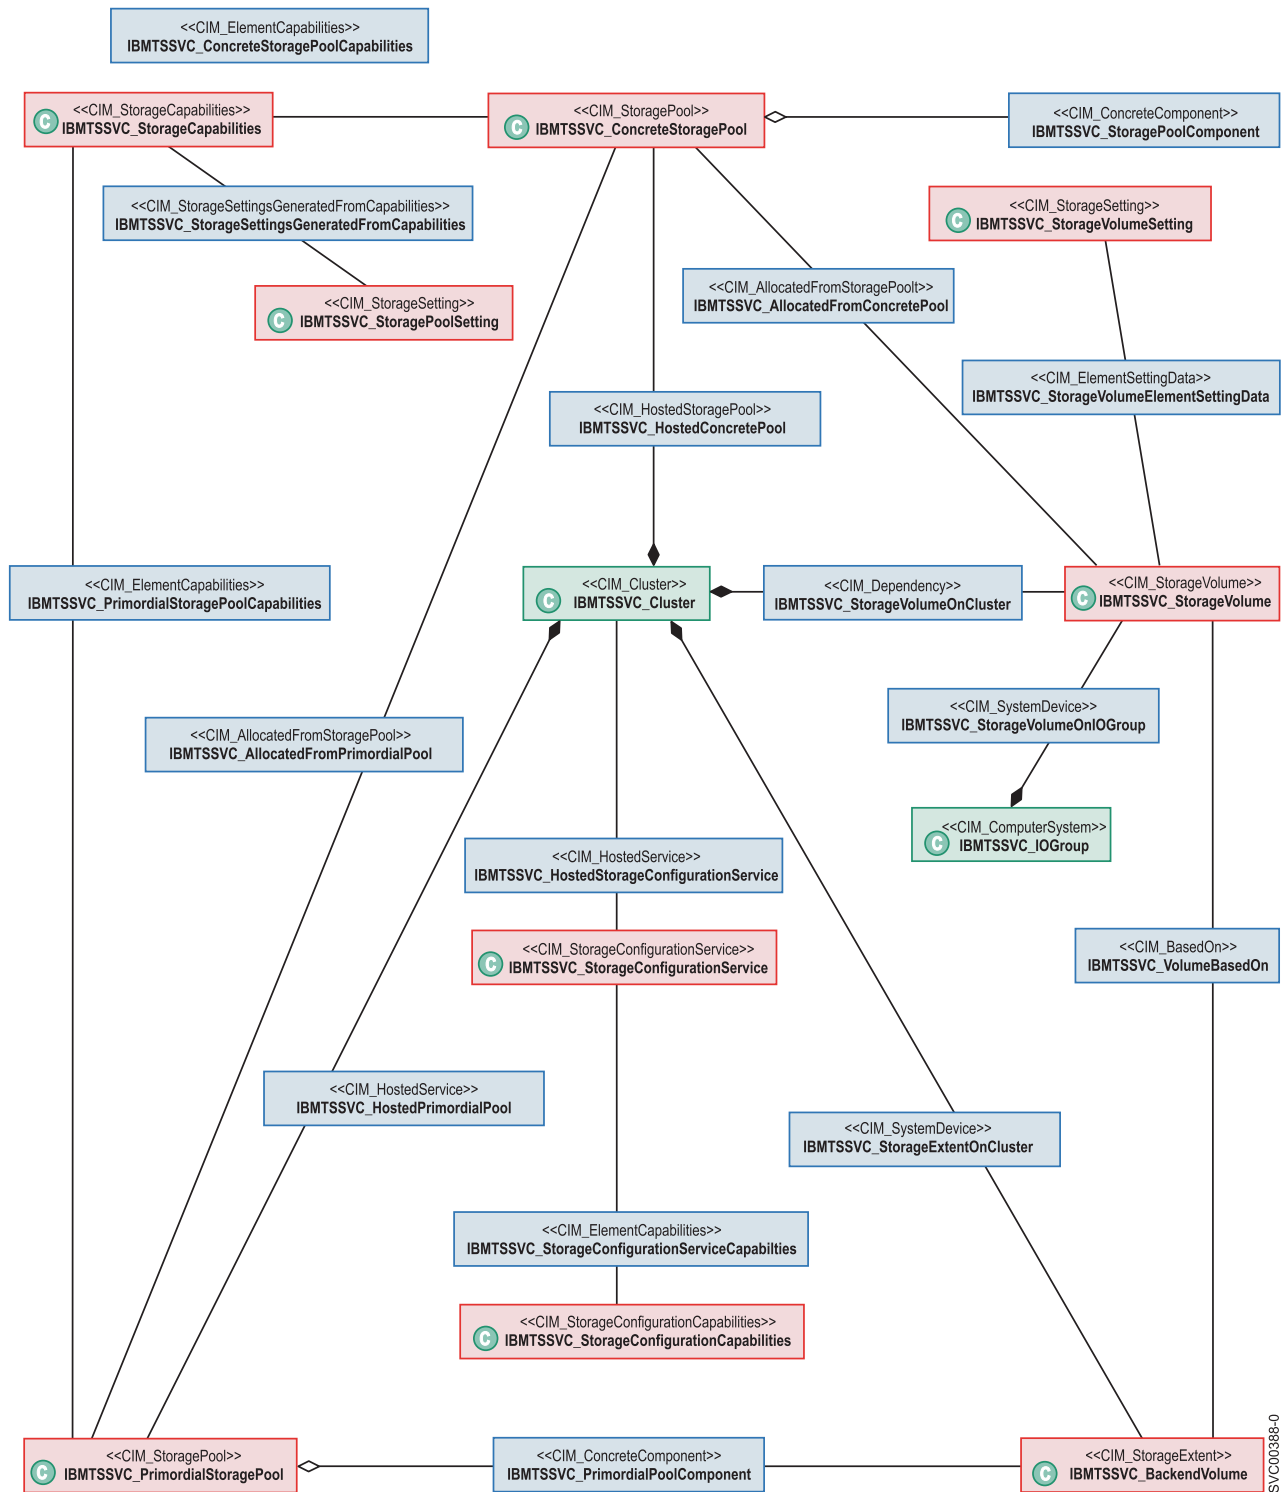 <<CIM_ElementCapabilities>>
IBMTSSVC_ConcreteStoragePoolCapabilities
<<CIM_StorageCapabilities>>
C
IBMTSSVC_StorageCapabilities
<<CIM_StoragePool>>
C
IBMTSSVC_ConcreteStoragePool
<<CIM_ConcreteComponent>>
IBMTSSVC_StoragePoolComponent
<<CIM_StorageSettingsGeneratedFromCapabilities>>
IBMTSSVC_StorageSettingsGeneratedFromCapabilities
<<CIM_StorageSetting>>
C
IBMTSSVC_StorageVolumeSetting
<<CIM_StorageSetting>>
C
IBMTSSVC_StoragePoolSetting
<<CIM_AllocatedFromStoragePoolt>>
IBMTSSVC_AllocatedFromConcretePool
<<CIM_ElementSettingData>>
IBMTSSVC_StorageVolumeElementSettingData
<<CIM_HostedStoragePool>>
IBMTSSVC_HostedConcretePool
<<CIM_ElementCapabilities>>
IBMTSSVC_PrimordialStoragePoolCapabilities
<<CIM_Cluster>>
C
IBMTSSVC_Cluster
<<CIM_Dependency>>
IBMTSSVC_StorageVolumeOnCluster
<<CIM_StorageVolume>>
C
IBMTSSVC_StorageVolume
<<CIM_SystemDevice>>
IBMTSSVC_StorageVolumeOnIOGroup
<<CIM_AllocatedFromStoragePool>>
IBMTSSVC_AllocatedFromPrimordialPool
<<CIM_ComputerSystem>>
C
IBMTSSVC_IOGroup
<<CIM_HostedService>>
IBMTSSVC_HostedStorageConfigurationService
<<CIM_StorageConfigurationService>>
C
IBMTSSVC_StorageConfigurationService
<<CIM_BasedOn>>
IBMTSSVC_VolumeBasedOn
<<CIM_HostedService>>
IBMTSSVC_HostedPrimordialPool
<<CIM_SystemDevice>>
IBMTSSVC_StorageExtentOnCluster
<<CIM_ElementCapabilities>>
IBMTSSVC_StorageConfigurationServiceCapabilties
<<CIM_StorageConfigurationCapabilities>>
C
IBMTSSVC_StorageConfigurationCapabilities
<<CIM_StoragePool>>
C
IBMTSSVC_PrimordialStoragePool
<<CIM_ConcreteComponent>>
IBMTSSVC_PrimordialPoolComponent
<<CIM_StorageExtent>>
C
IBMTSSVC_BackendVolume
SVC00388-0